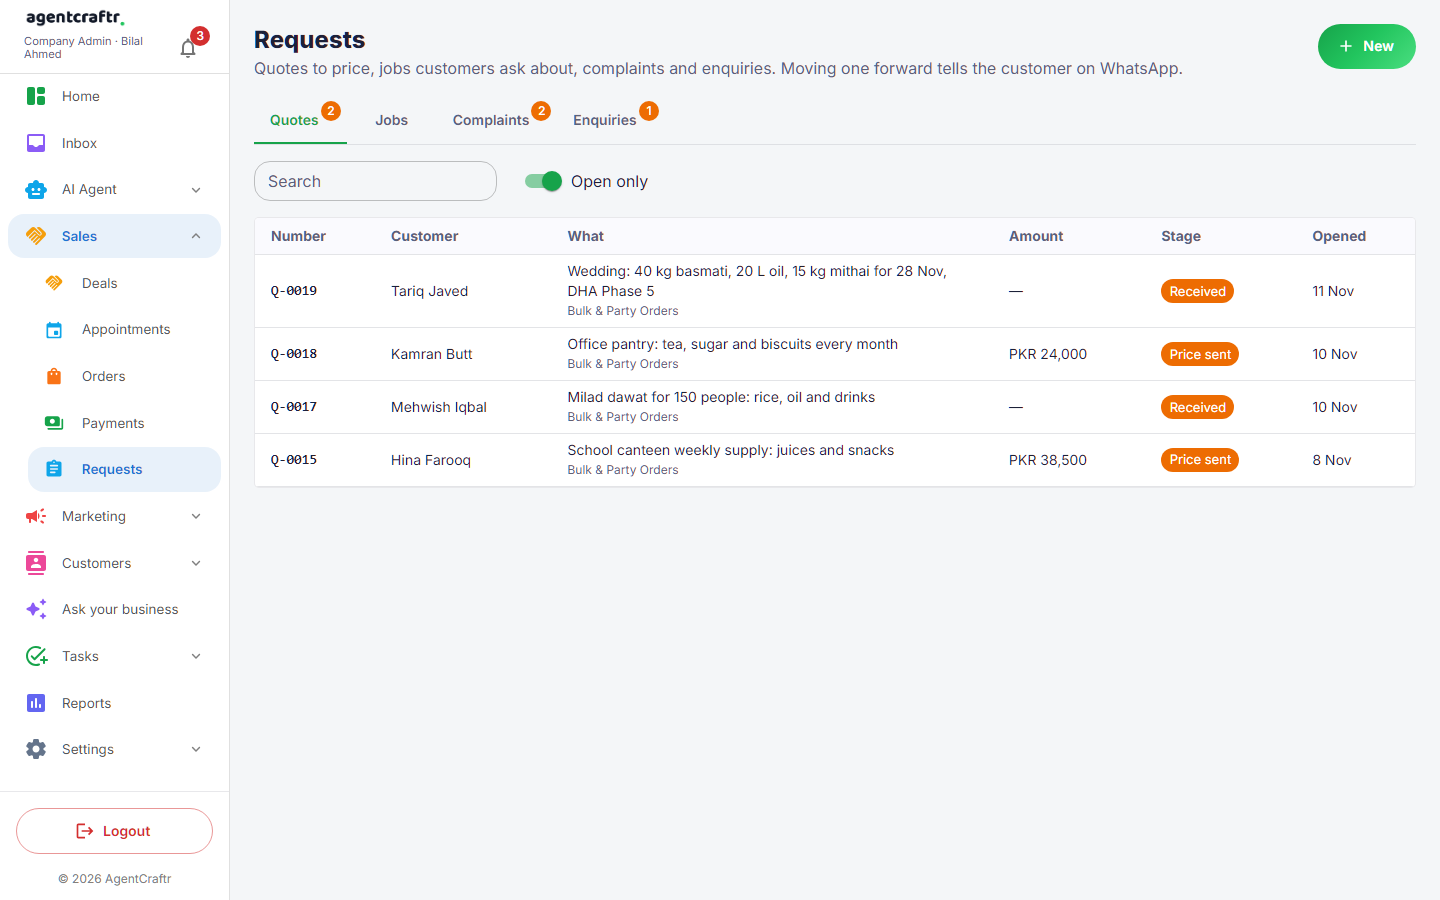 agentcraftr.
Company Admin · Bilal
Ahmed
3
Home
Inbox
AI Agent
Sales
Deals
Appointments
Orders
Payments
Requests
Marketing
Customers
Ask your business
Tasks
Reports
Settings
Logout
© 2026 AgentCraftr
Requests
Quotes to price, jobs customers ask about, complaints and enquiries. Moving one forward tells the customer on WhatsApp.
New
Quotes 2 Jobs Complaints 2 Enquiries 1
Search Open only
Number Customer What Amount Stage Opened
Q-0019 Tariq Javed Wedding: 40 kg basmati, 20 L oil, 15 kg mithai for 28 Nov, — Received 11 Nov
DHA Phase 5
Bulk & Party Orders
Q-0018 Kamran Butt Office pantry: tea, sugar and biscuits every month PKR 24,000 Price sent 10 Nov
Bulk & Party Orders
Q-0017 Mehwish Iqbal Milad dawat for 150 people: rice, oil and drinks — Received 10 Nov
Bulk & Party Orders
Q-0015 Hina Farooq School canteen weekly supply: juices and snacks PKR 38,500 Price sent 8 Nov
Bulk & Party Orders